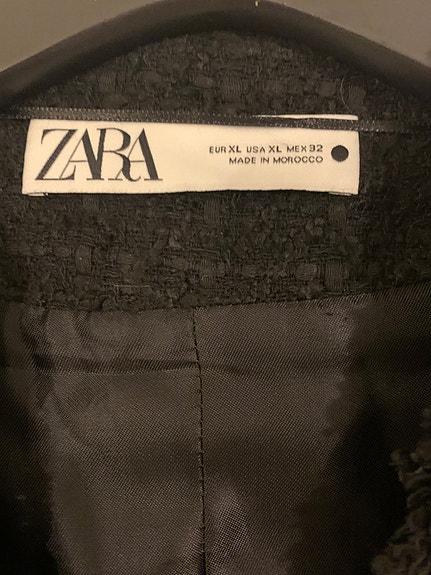 ZARA
EUR XL USA XL MEX 32
MADE IN MOROCCO